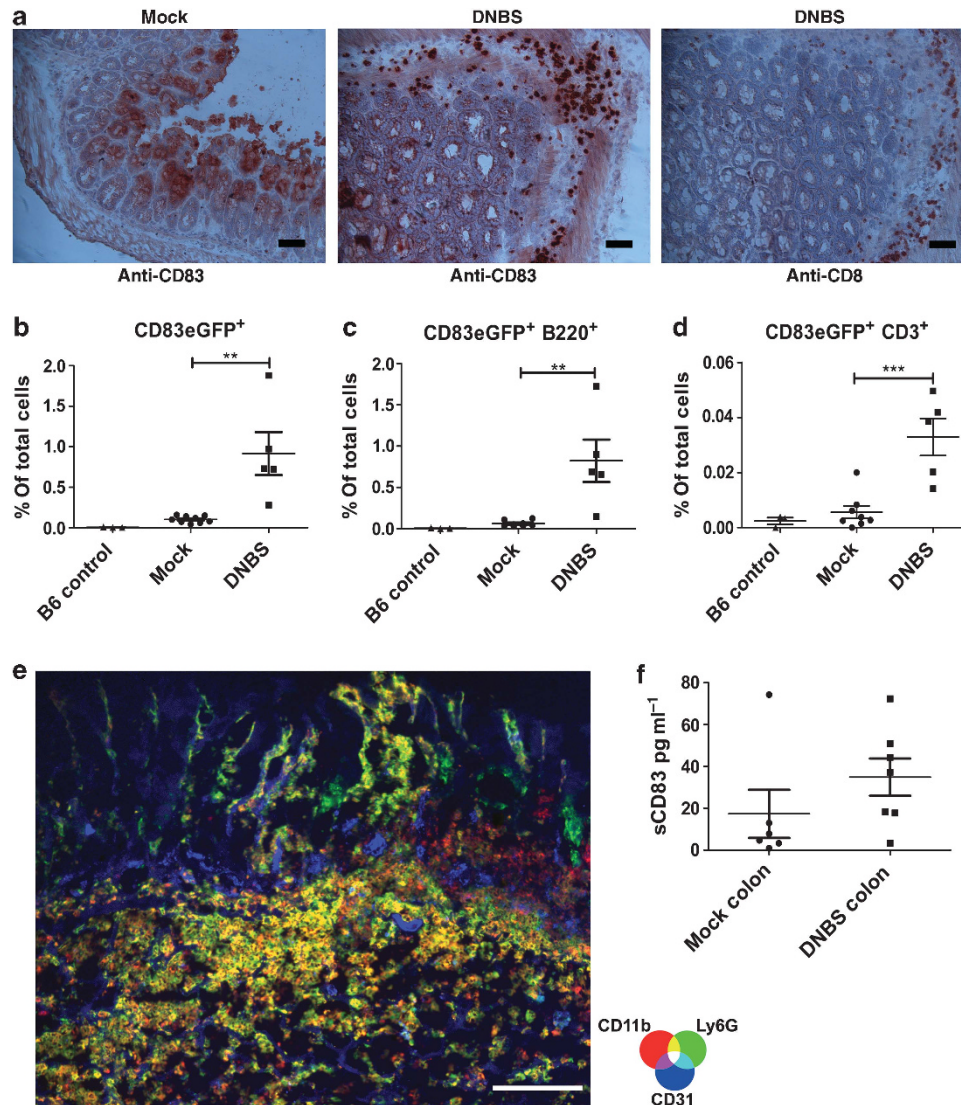 a
Mock
DNBS
DNBS
Anti-CD83
Anti-CD83
Anti-CD8
b
CD83eGFP+
**
% Of total cells
2.0
1.5
1.0
0.5
0.0
B6 control
Mock
DNBS
c
CD83eGFP+ B220+
**
% Of total cells
2.0
1.5
1.0
0.5
0.0
B6 control
Mock
DNBS
d
CD83eGFP+ CD3+
***
% Of total cells
0.06
0.04
0.02
0.00
B6 control
Mock
DNBS
e
CD11b
Ly6G
CD31
f
sCD83 pg ml−1
80
60
40
20
0
Mock colon
DNBS colon